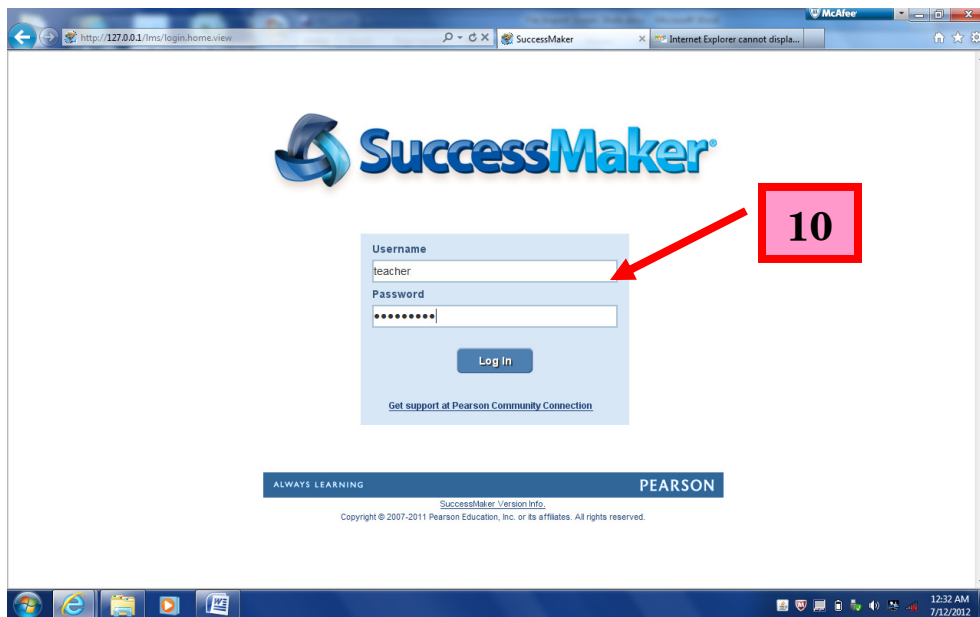 McAfee
http://127.0.0.1/lms/login.home.view
SuccessMaker
Internet Explorer cannot displa...
SuccessMaker®
10
Username
teacher
Password
•••••••••
Log In
Get support at Pearson Community Connection
ALWAYS LEARNING
PEARSON
SuccessMaker Version Info.
Copyright © 2007-2011 Pearson Education, Inc. or its affiliates. All rights reserved.
12:32 AM
7/12/2012